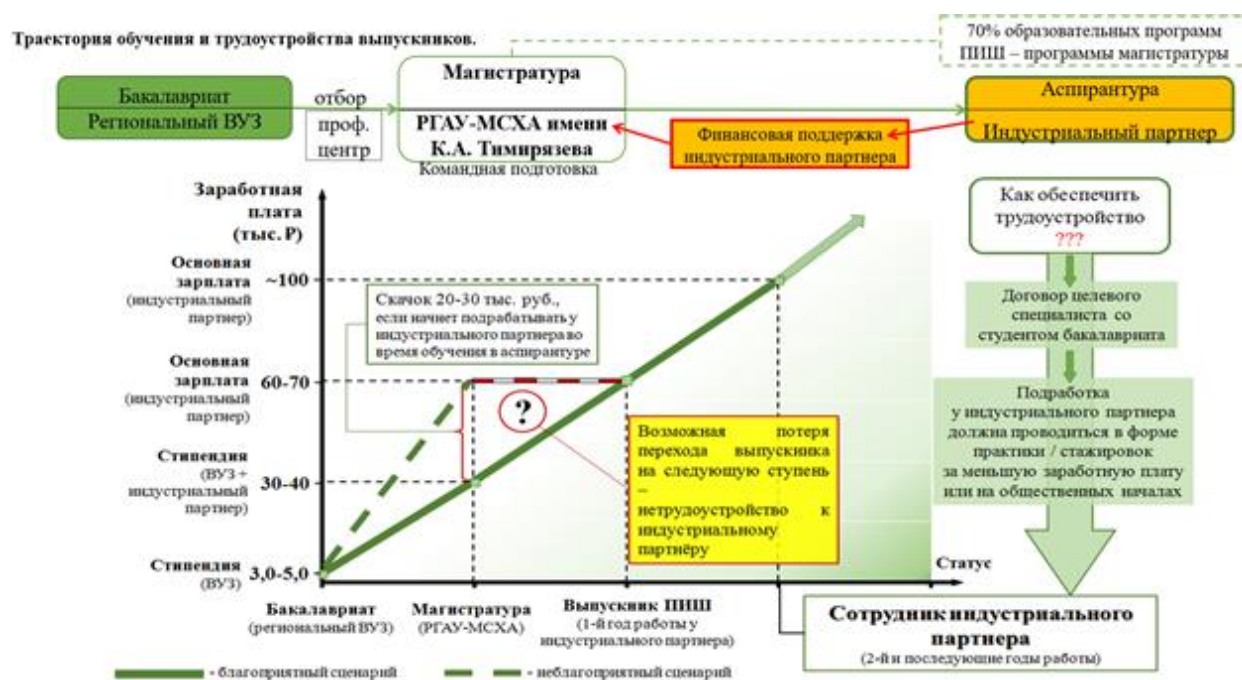 Траектория обучения и трудоустройства выпускников.
70% образовательных программ
ПИШ – программы магистратуры
Бакалавриат
Региональный ВУЗ
отбор
проф.
центр
Магистратура
РГАУ-МСХА имени
К.А. Тимирязева
Командная подготовка
Финансовая поддержка
индустриального партнера
Аспирантура
Индустриальный партнер
Заработная
плата
(тыс. ₽)
Основная
зарплата
(индустриальный
партнер)
~100
Основная
зарплата
(индустриальный
партнер)
60-70
Стипендия
(ВУЗ +
индустриальный
партнер)
30-40
Стипендия
(ВУЗ)
3,0-5,0
Скачок 20-30 тыс. руб.,
если начнет подрабатывать у
индустриального партнера во
время обучения в аспирантуре
?
Возможная потеря
перехода выпускника
на следующую ступень
–
нетрудоустройство к
индустриальному
партнёру
Статус
Бакалавриат
(региональный ВУЗ)
Магистратура
(РГАУ-МСХА)
Выпускник ПИШ
(1-й год работы у
индустриального партнера)
Как обеспечить
трудоустройство
???
Договор целевого
специалиста со
студентом бакалавриата
Подработка
у индустриального партнера
должна проводиться в форме
практики / стажировок
за меньшую заработную плату
или на общественных началах
Сотрудник индустриального
партнера
(2-й и последующие годы работы)
- благоприятный сценарий
- неблагоприятный сценарий